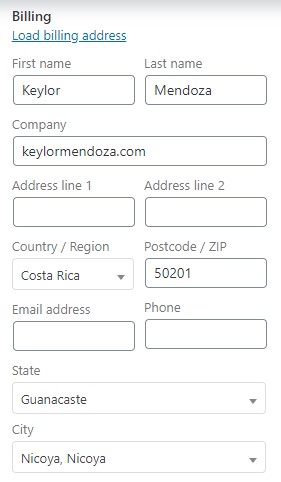 Billing
Load billing address
First name Last name
Keylor Mendoza
Company
keylormendoza.com
Address line 1 Address line 2
Country / Region Postcode / ZIP
Costa Rica 50201
Email address Phone
State
Guanacaste
City
Nicoya, Nicoya